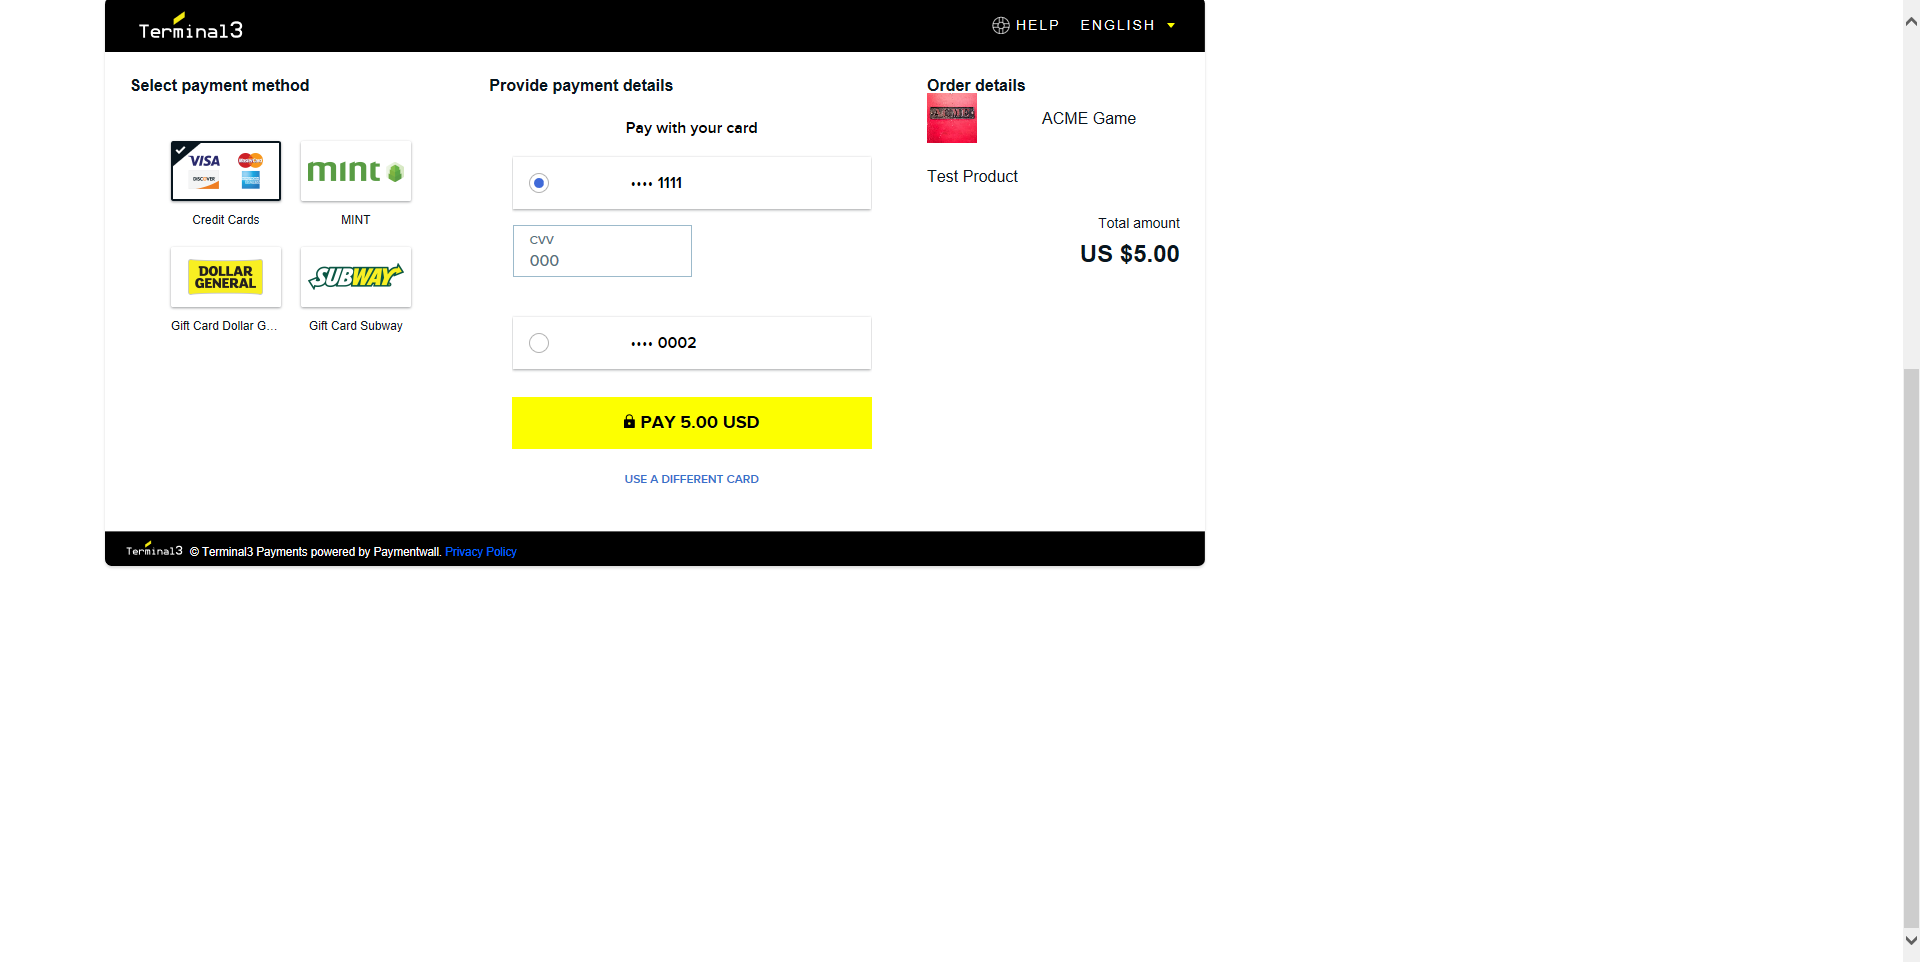 Terminal3
HELP ENGLISH
Select payment method
VISA MasterCard
DISCOVER
Credit Cards
mint
MINT
DOLLAR
GENERAL
Gift Card Dollar G...
SUBWAY
Gift Card Subway
Provide payment details
Pay with your card
•••• 1111
CVV
000
•••• 0002
PAY 5.00 USD
USE A DIFFERENT CARD
Order details
ACME
ACME Game
Test Product
Total amount
US $5.00
Terminal3 © Terminal3 Payments powered by Paymentwall. Privacy Policy